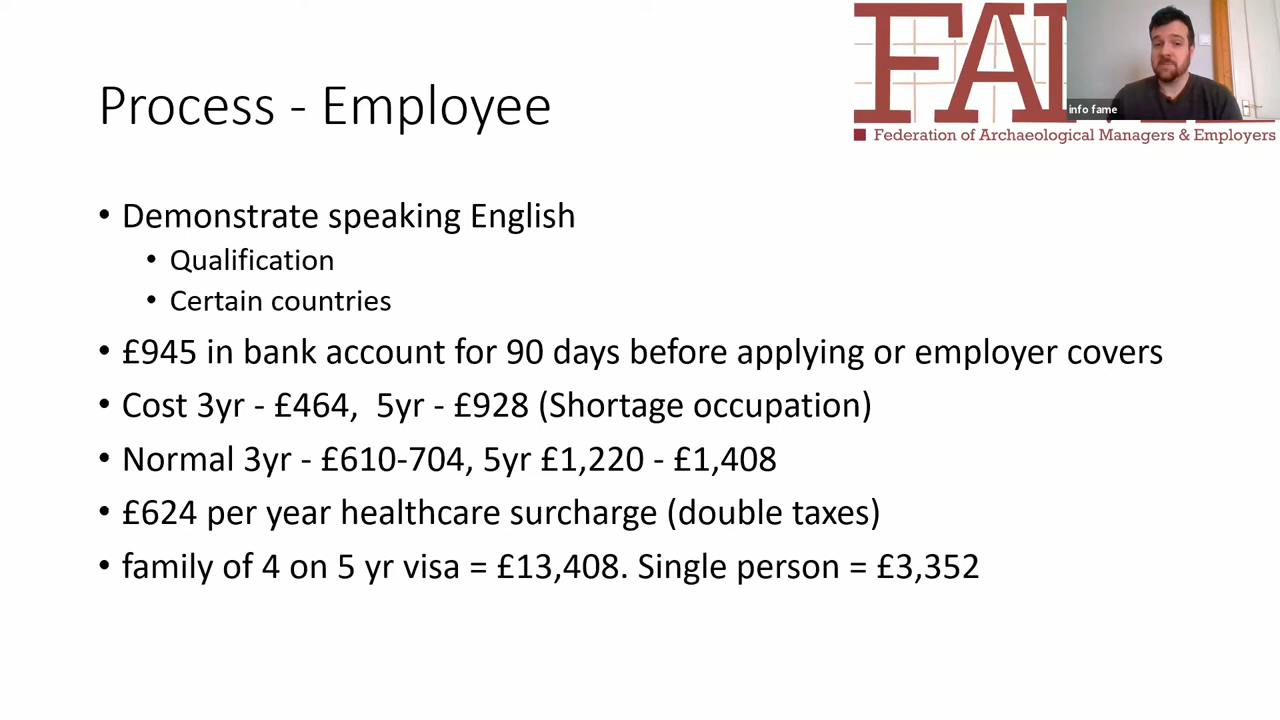 FA
info fame
Federation of Archaeological Managers & Employers
Process - Employee
• Demonstrate speaking English
• Qualification
• Certain countries
• £945 in bank account for 90 days before applying or employer covers
• Cost 3yr - £464,  5yr - £928 (Shortage occupation)
• Normal 3yr - £610-704, 5yr £1,220 - £1,408
• £624 per year healthcare surcharge (double taxes)
• family of 4 on 5 yr visa = £13,408. Single person = £3,352